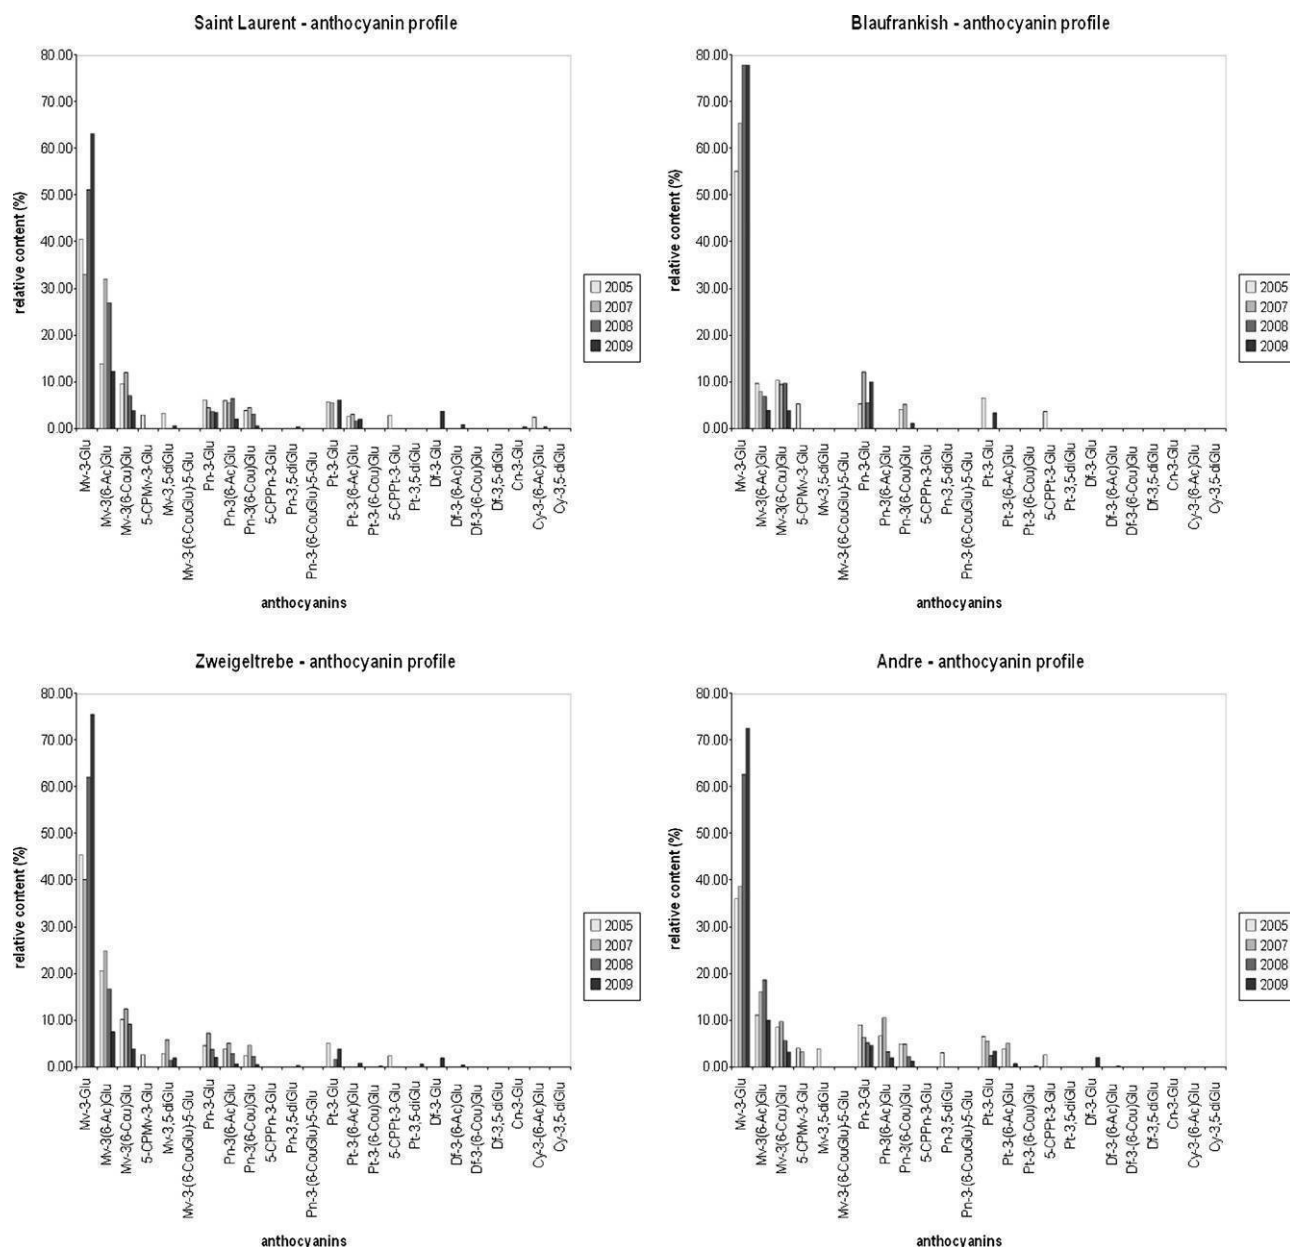 Saint Laurent - anthocyanin profile
80.00
70.00
60.00
50.00
40.00
30.00
20.00
10.00
0.00
relative content (%)
Mv-3-Glu
Mv-3(6-Ac)Glu
Mv-3(6-Cou)Glu
5-CPMv-3-Glu
Mv-3,5-diGlu
Mv-3-(6-CouGlu)-5-Glu
Pn-3-Glu
Pn-3(6-Ac)Glu
Pn-3(6-Cou)Glu
5-CPPn-3-Glu
Pn-3,5-diGlu
Pn-3-(6-CouGlu)-5-Glu
Pt-3-Glu
Pt-3-(6-Ac)Glu
Pt-3-(6-Cou)Glu
5-CPPt-3-Glu
Pt-3,5-diGlu
Df-3-Glu
Df-3-(6-Ac)Glu
Df-3-(6-Cou)Glu
Df-3,5-diGlu
Cn-3-Glu
Cy-3-(6-Ac)Glu
Cy-3,5-diGlu
anthocyanins
2005
2007
2008
2009
Blaufrankish - anthocyanin profile
80.00
70.00
60.00
50.00
40.00
30.00
20.00
10.00
0.00
relative content (%)
Mv-3-Glu
Mv-3(6-Ac)Glu
Mv-3(6-Cou)Glu
5-CPMv-3-Glu
Mv-3,5-diGlu
Mv-3-(6-CouGlu)-5-Glu
Pn-3-Glu
Pn-3(6-Ac)Glu
Pn-3(6-Cou)Glu
5-CPPn-3-Glu
Pn-3,5-diGlu
Pn-3-(6-CouGlu)-5-Glu
Pt-3-Glu
Pt-3-(6-Ac)Glu
Pt-3-(6-Cou)Glu
5-CPPt-3-Glu
Pt-3,5-diGlu
Df-3-Glu
Df-3-(6-Ac)Glu
Df-3-(6-Cou)Glu
Df-3,5-diGlu
Cn-3-Glu
Cy-3-(6-Ac)Glu
Cy-3,5-diGlu
anthocyanins
2005
2007
2008
2009
Zweigeltrebe - anthocyanin profile
80.00
70.00
60.00
50.00
40.00
30.00
20.00
10.00
0.00
relative content (%)
Mv-3-Glu
Mv-3(6-Ac)Glu
Mv-3(6-Cou)Glu
5-CPMv-3-Glu
Mv-3,5-diGlu
Mv-3-(6-CouGlu)-5-Glu
Pn-3-Glu
Pn-3(6-Ac)Glu
Pn-3(6-Cou)Glu
5-CPPn-3-Glu
Pn-3,5-diGlu
Pn-3-(6-CouGlu)-5-Glu
Pt-3-Glu
Pt-3-(6-Ac)Glu
Pt-3-(6-Cou)Glu
5-CPPt-3-Glu
Pt-3,5-diGlu
Df-3-Glu
Df-3-(6-Ac)Glu
Df-3-(6-Cou)Glu
Df-3,5-diGlu
Cn-3-Glu
Cy-3-(6-Ac)Glu
Cy-3,5-diGlu
anthocyanins
2005
2007
2008
2009
Andre - anthocyanin profile
80.00
70.00
60.00
50.00
40.00
30.00
20.00
10.00
0.00
relative content (%)
Mv-3-Glu
Mv-3(6-Ac)Glu
Mv-3(6-Cou)Glu
5-CPMv-3-Glu
Mv-3,5-diGlu
Mv-3-(6-CouGlu)-5-Glu
Pn-3-Glu
Pn-3(6-Ac)Glu
Pn-3(6-Cou)Glu
5-CPPn-3-Glu
Pn-3,5-diGlu
Pn-3-(6-CouGlu)-5-Glu
Pt-3-Glu
Pt-3-(6-Ac)Glu
Pt-3-(6-Cou)Glu
5-CPPt-3-Glu
Pt-3,5-diGlu
Df-3-Glu
Df-3-(6-Ac)Glu
Df-3-(6-Cou)Glu
Df-3,5-diGlu
Cn-3-Glu
Cy-3-(6-Ac)Glu
Cy-3,5-diGlu
anthocyanins
2005
2007
2008
2009